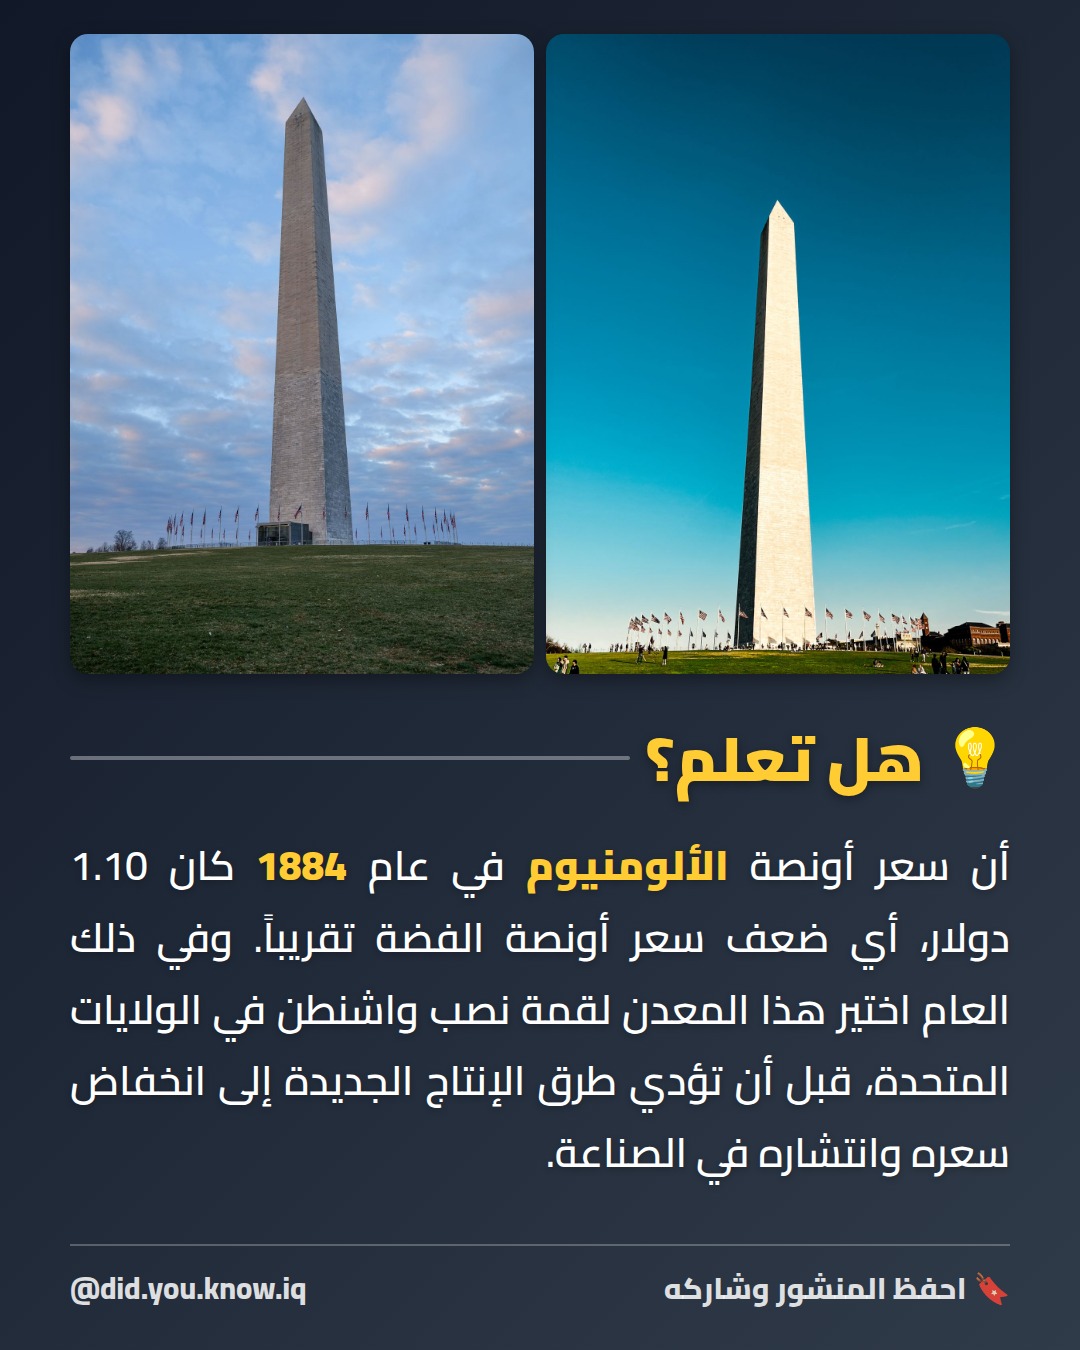 هل تعلم؟
أن سعر أونصة الألومنيوم في عام 1884 كان 1.10
دولار، أي ضعف سعر أونصة الفضة تقريباً. وفي ذلك
العام اختير هذا المعدن لقمة نصب واشنطن في الولايات
المتحدة، قبل أن تؤدي طرق الإنتاج الجديدة إلى انخفاض
سعره وانتشاره في الصناعة.
احفظ المنشور وشاركه
@did.you.know.iq